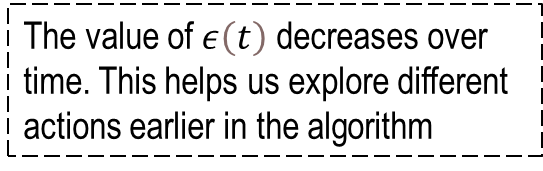 The value of ϵ(t) decreases over
time. This helps us explore different
actions earlier in the algorithm